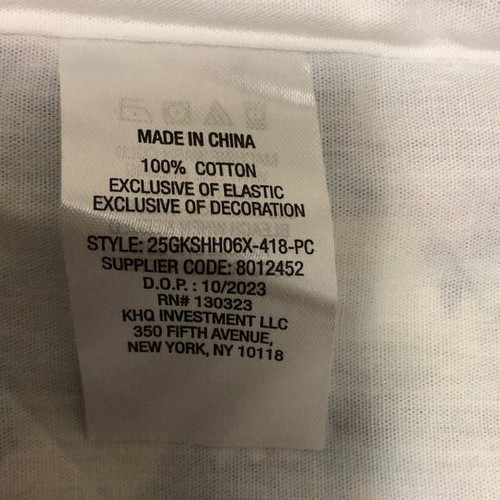 MADE IN CHINA
100% COTTON
EXCLUSIVE OF ELASTIC
EXCLUSIVE OF DECORATION
STYLE: 25GKSHH06X-418-PC
SUPPLIER CODE: 8012452
D.O.P. : 10/2023
RN# 130323
KHQ INVESTMENT LLC
350 FIFTH AVENUE,
NEW YORK, NY 10118